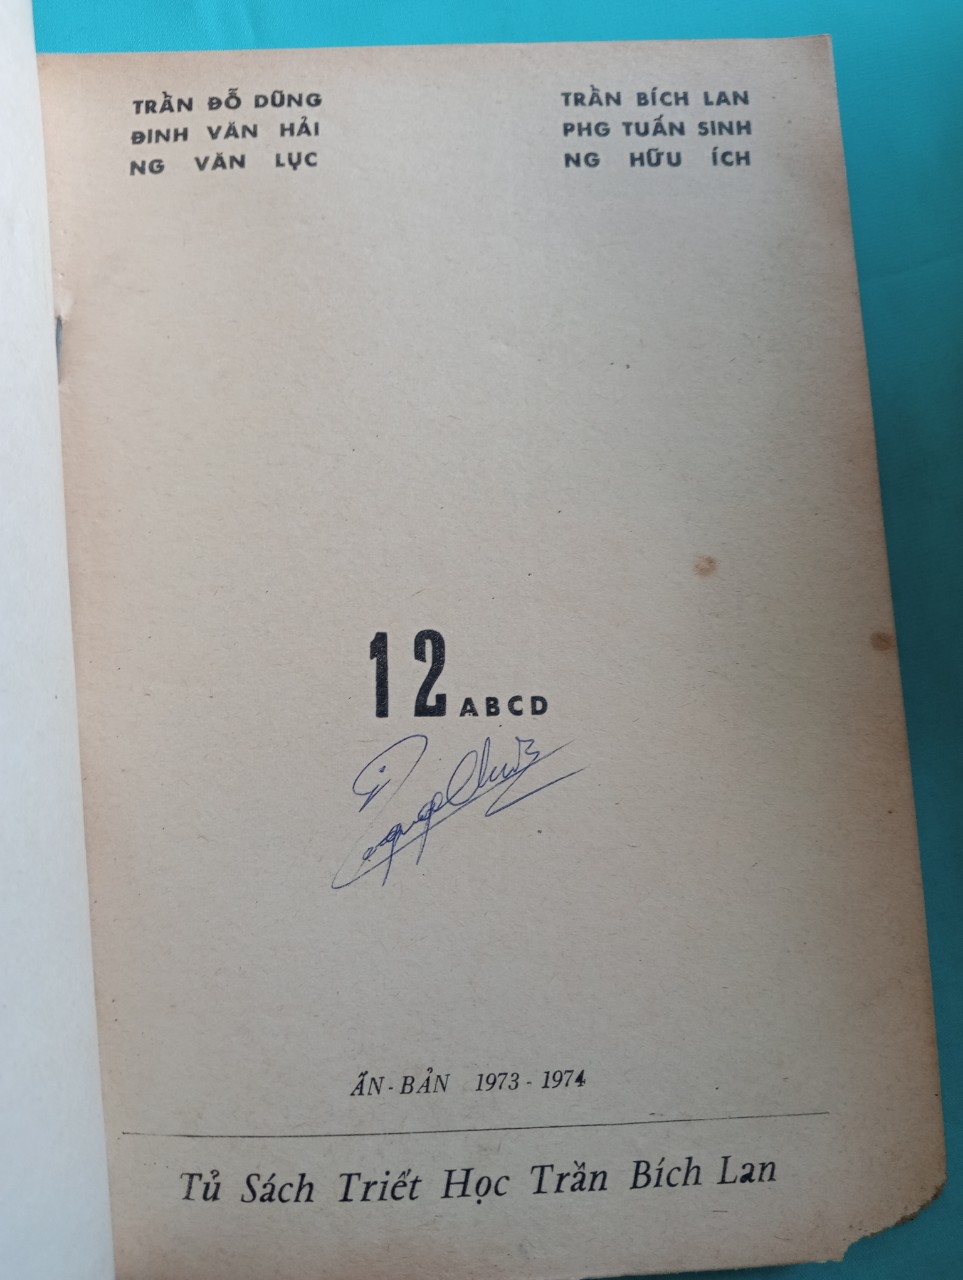 TRẦN ĐỖ DŨNG
ĐINH VĂN HẢI
NG VĂN LỤC
TRẦN BÍCH LAN
PHG TUẤN SINH
NG HỮU ÍCH
12 ABCD
ẤN-BẢN 1973-1974
Tủ Sách Triết Học Trần Bích Lan